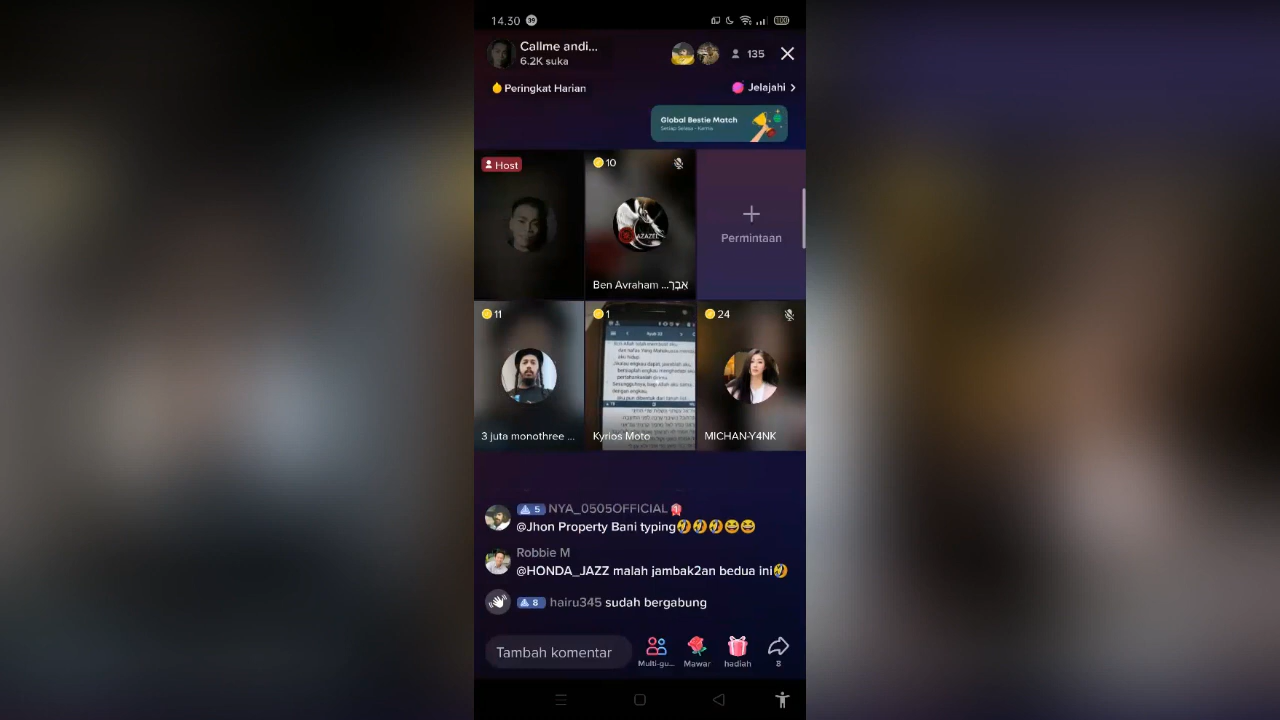 14.30
Callme andi...
6.2K suka
135
Peringkat Harian
Jelajahi
Global Bestie Match
Host
10
AZAZEL
Permintaan
Ben Avraham ...אִבְרָ
11
1
24
3 juta monothree ...
Kyrios Moto
MICHAN-Y4NK
5 NYA_0505OFFICIAL
@Jhon Property Bani typing🤣🤣🤣😆😆
Robbie M
@HONDA_JAZZ malah jambak2an bedua ini🤣
8 hairu345 sudah bergabung
Tambah komentar
Multi-gu...
Mawar
hadiah
8